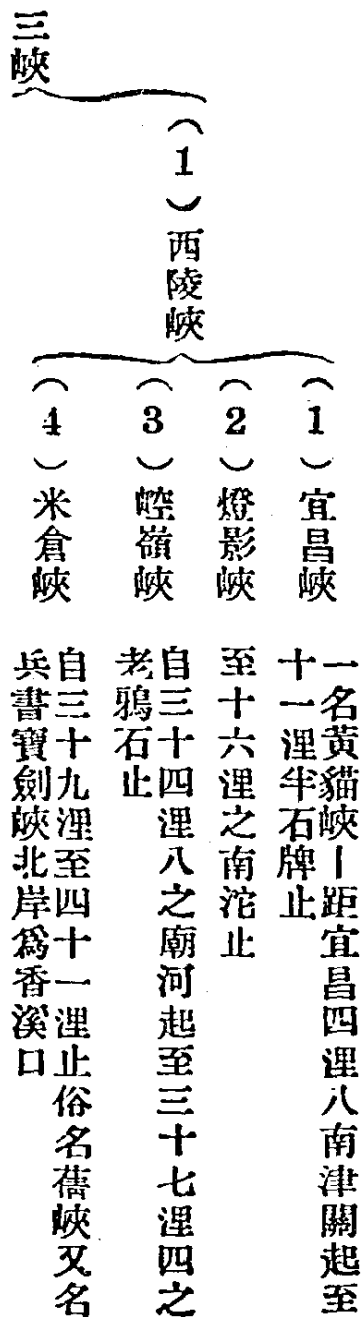 三峽
（1）西陵峽
（1）宜昌峽
一名黄貓峽—距宜昌四浬八南津關起至
十一浬半石牌止
（2）燈影峽
至十六浬之南沱止
（3）崆嶺峽
自三十四浬八之廟河起至三十七浬四之
老鴉石止
（4）米倉峽
自三十九浬至四十一浬止俗名蓓峽又名
兵書寶劍峽北岸爲香溪口